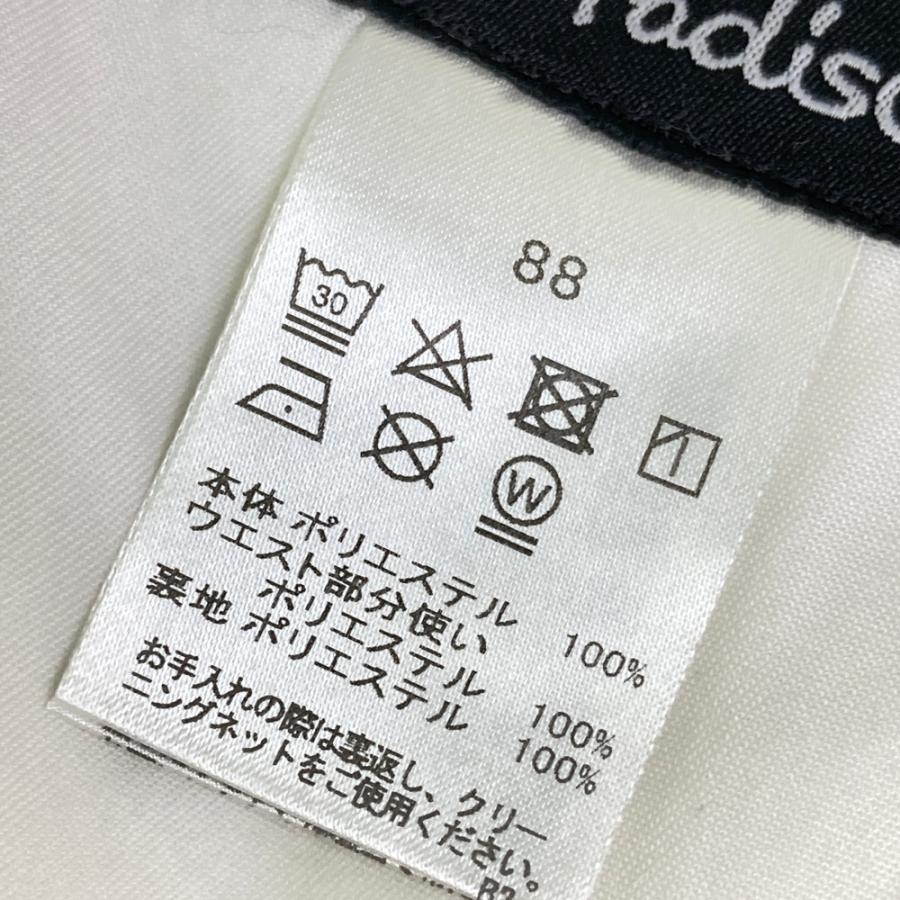 88
30
W
本体 ポリエステル 100%
ウエスト部分使い
ポリエステル 100%
裏地 ポリエステル 100%
お手入れの際は裏返し、クリー
ニングネットをご使用ください。